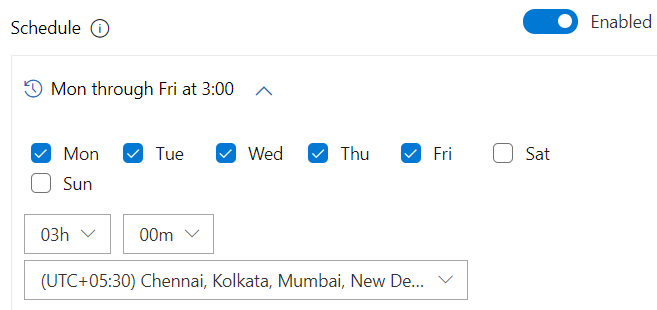 Schedule Enabled
Mon through Fri at 3:00
Mon Tue Wed Thu Fri Sat
Sun
03h 00m
(UTC+05:30) Chennai, Kolkata, Mumbai, New De...